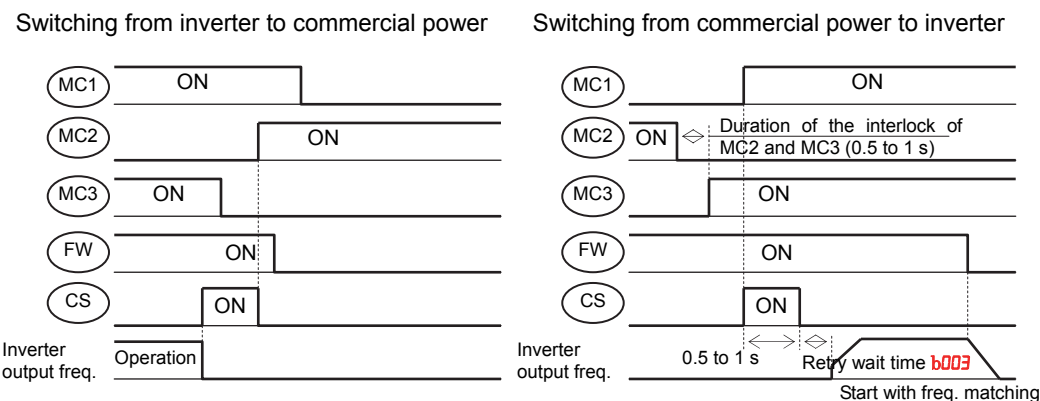 Switching from inverter to commercial power
MC1
ON
MC2
ON
MC3
ON
FW
ON
CS
ON
Inverter
output freq.
Operation
Switching from commercial power to inverter
MC1
ON
MC2
ON
Duration of the interlock of
MC2 and MC3 (0.5 to 1 s)
MC3
ON
FW
ON
CS
ON
Inverter
output freq.
0.5 to 1 s
Retry wait time b003
Start with freq. matching